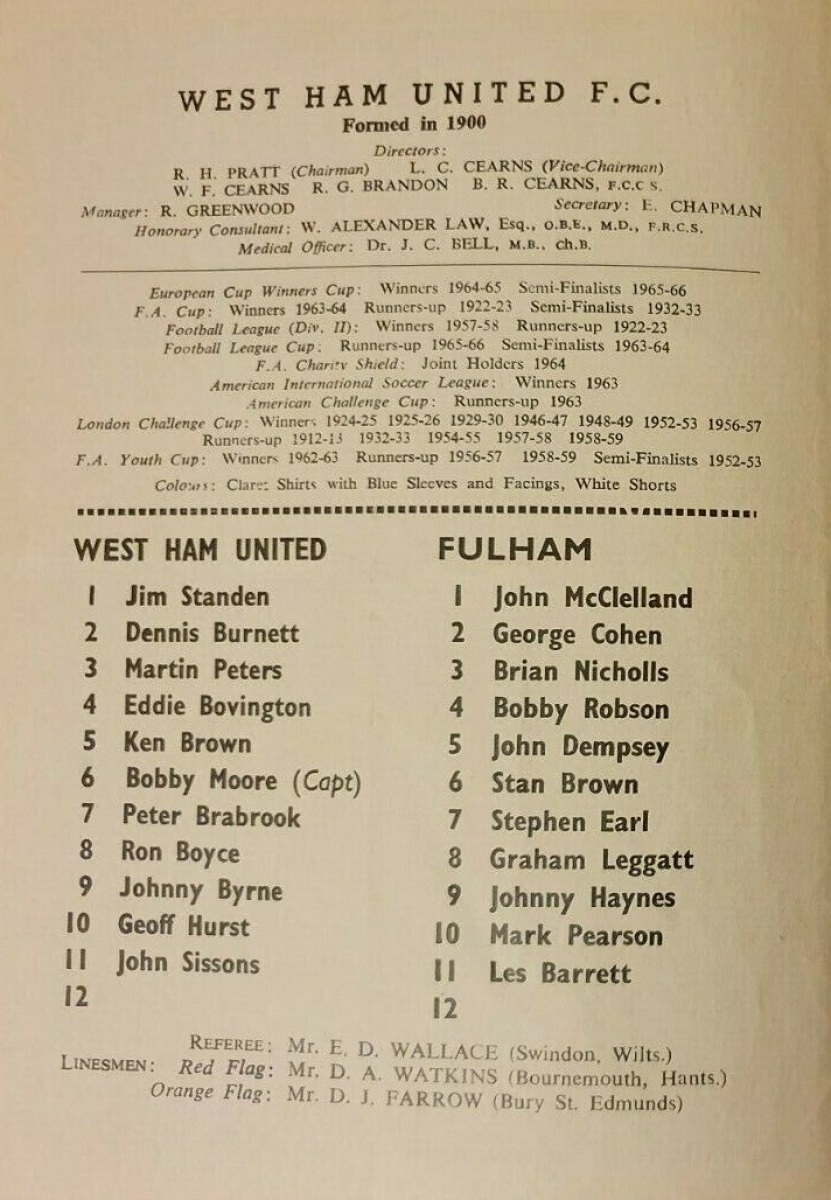 WEST HAM UNITED F.C.
Formed in 1900
Directors:
R. H. PRATT (Chairman) L. C. CEARNS (Vice-Chairman)
W. F. CEARNS R. G. BRANDON B. R. CEARNS, F.C.C S.
Manager: R. GREENWOOD Secretary: E. CHAPMAN
Honorary Consultant: W. ALEXANDER LAW, Esq., O.B.E., M.D., F.R.C.S.
Medical Officer: Dr. J. C. BELL, M.B., Ch.B.
European Cup Winners Cup: Winners 1964-65 Semi-Finalists 1965-66
F.A. Cup: Winners 1963-64 Runners-up 1922-23 Semi-Finalists 1932-33
Football League (Div. II): Winners 1957-58 Runners-up 1922-23
Football League Cup: Runners-up 1965-66 Semi-Finalists 1963-64
F.A. Charity Shield: Joint Holders 1964
American International Soccer League: Winners 1963
American Challenge Cup: Runners-up 1963
London Challenge Cup: Winners 1924-25 1925-26 1929-30 1946-47 1948-49 1952-53 1956-57
Runners-up 1912-13 1932-33 1954-55 1957-58 1958-59
F.A. Youth Cup: Winners 1962-63 Runners-up 1956-57 1958-59 Semi-Finalists 1952-53
Colours: Claret Shirts with Blue Sleeves and Facings, White Shorts
WEST HAM UNITED
1 Jim Standen
2 Dennis Burnett
3 Martin Peters
4 Eddie Bovington
5 Ken Brown
6 Bobby Moore (Capt)
7 Peter Brabrook
8 Ron Boyce
9 Johnny Byrne
10 Geoff Hurst
11 John Sissons
12
FULHAM
1 John McClelland
2 George Cohen
3 Brian Nicholls
4 Bobby Robson
5 John Dempsey
6 Stan Brown
7 Stephen Earl
8 Graham Leggatt
9 Johnny Haynes
10 Mark Pearson
11 Les Barrett
12
REFEREE: Mr. E. D. WALLACE (Swindon, Wilts.)
LINESMEN: Red Flag: Mr. D. A. WATKINS (Bournemouth, Hants.)
Orange Flag: Mr. D. J. FARROW (Bury St. Edmunds)